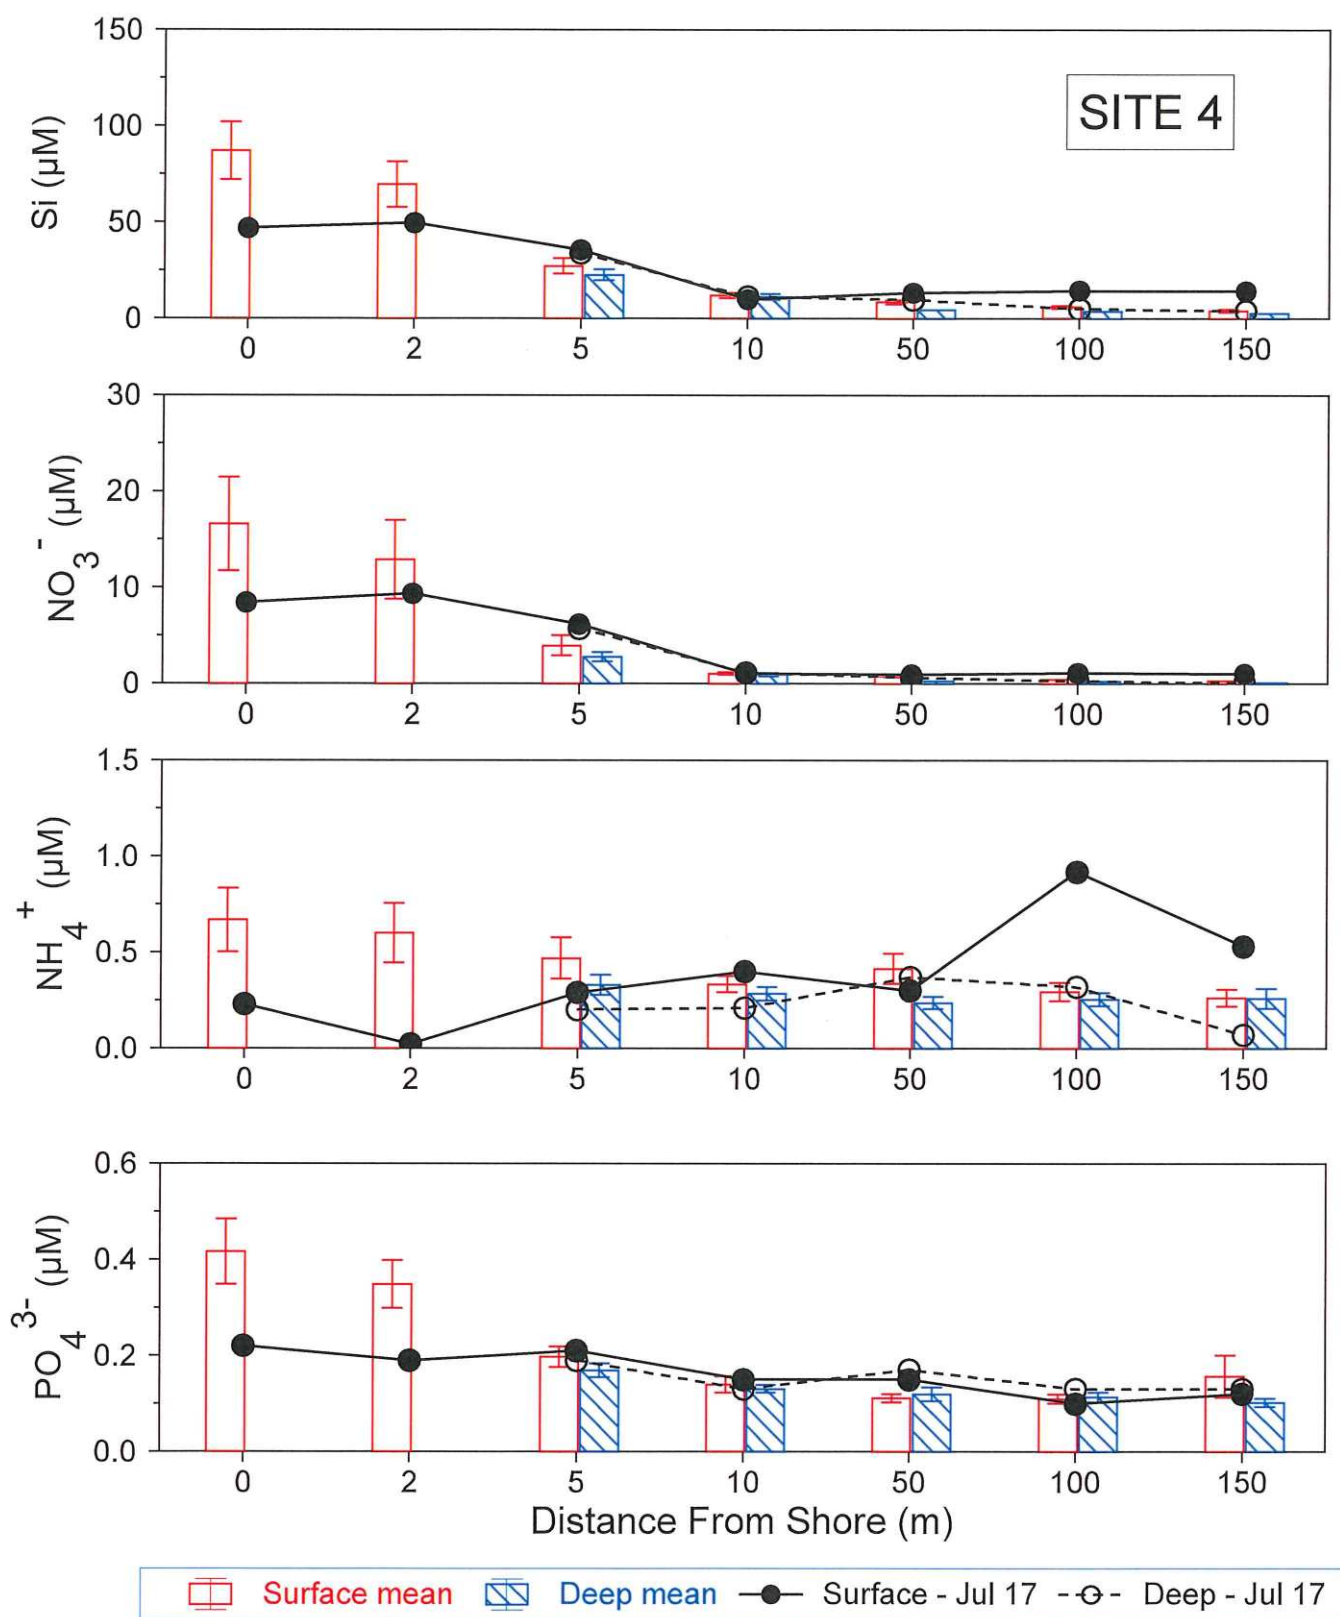 SITE 4
Si (µM)
150
100
50
0
0 2 5 10 50 100 150
NO3- (µM)
30
20
10
0
0 2 5 10 50 100 150
NH4+ (µM)
1.5
1.0
0.5
0.0
0 2 5 10 50 100 150
PO43- (µM)
0.6
0.4
0.2
0.0
0 2 5 10 50 100 150
Distance From Shore (m)
Surface mean Deep mean Surface - Jul 17 Deep - Jul 17